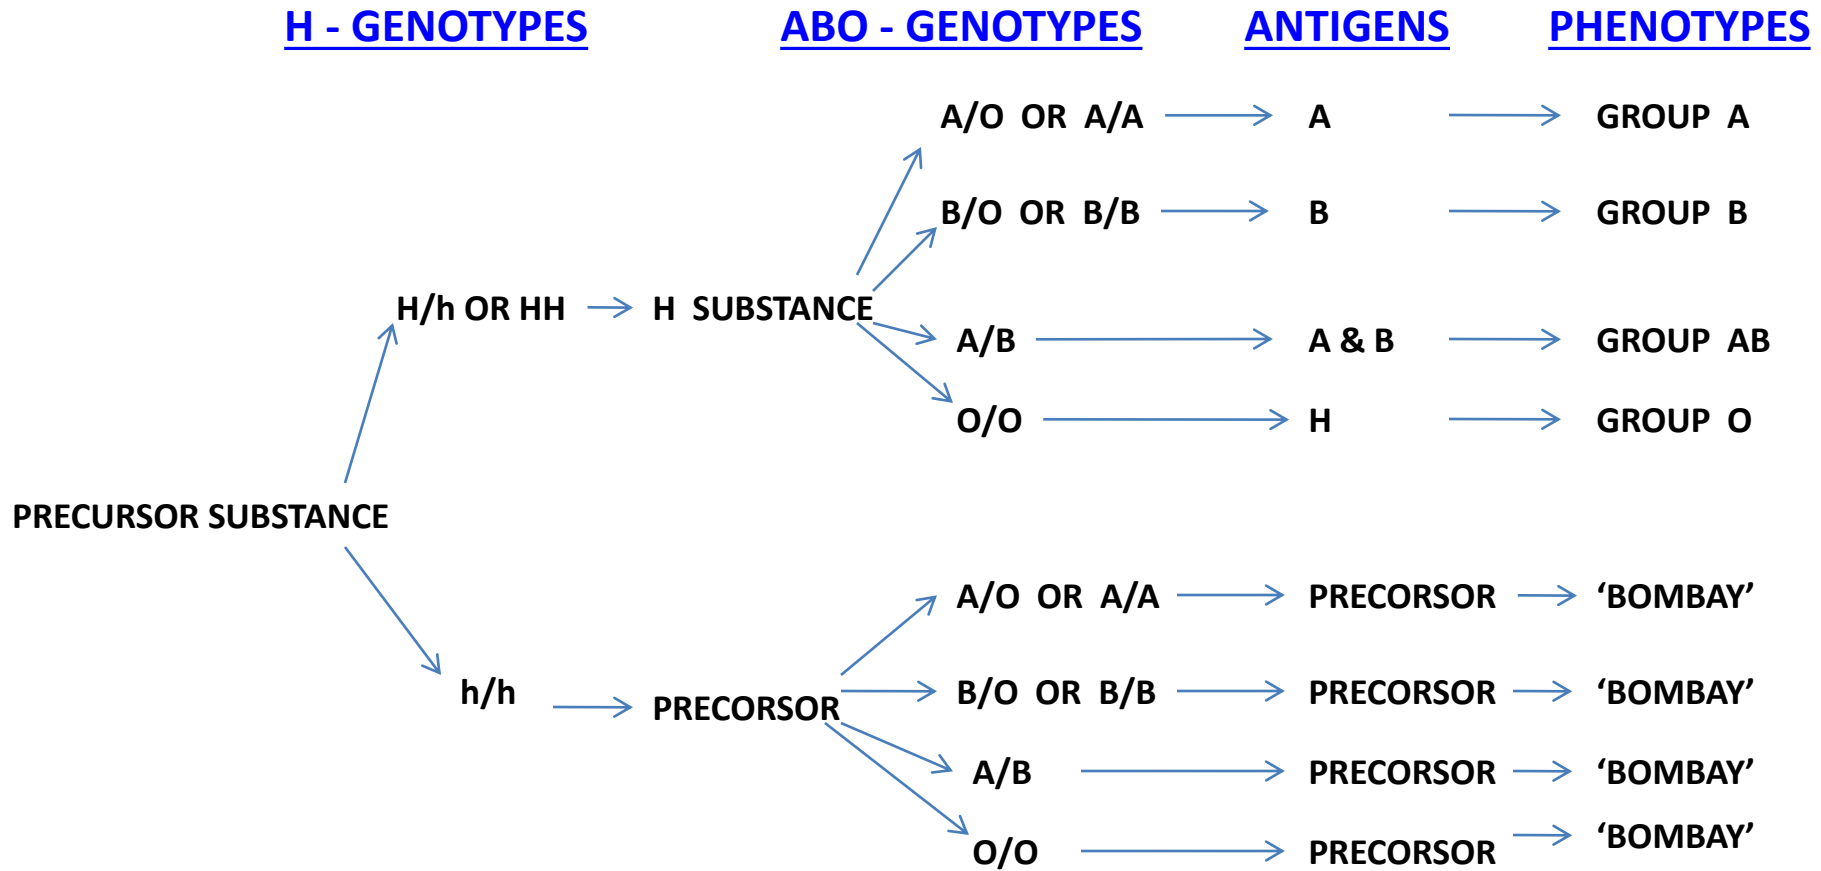 H - GENOTYPES ABO - GENOTYPES ANTIGENS PHENOTYPES
A/O OR A/A A GROUP A
B/O OR B/B B GROUP B
H/h OR HH H SUBSTANCE
A/B A & B GROUP AB
O/O H GROUP O
PRECURSOR SUBSTANCE
A/O OR A/A PRECORSOR ‘BOMBAY’
h/h PRECORSOR B/O OR B/B PRECORSOR ‘BOMBAY’
A/B PRECORSOR ‘BOMBAY’
O/O PRECORSOR ‘BOMBAY’